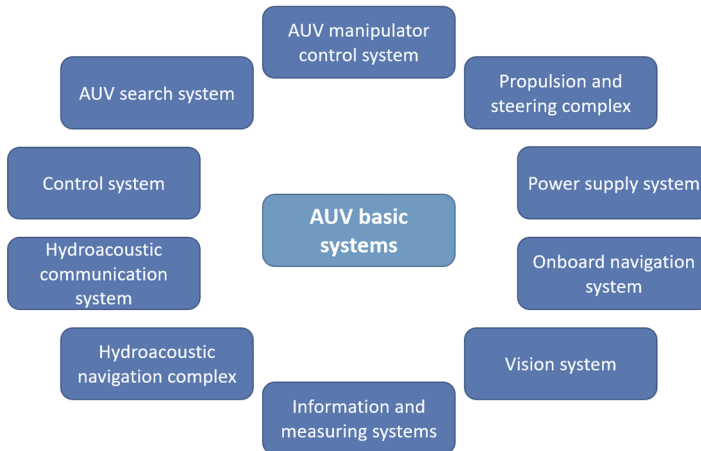 AUV manipulator
control system
AUV search system
Propulsion and
steering complex
Control system
Power supply system
AUV basic
systems
Hydroacoustic
communication
system
Onboard navigation
system
Hydroacoustic
navigation complex
Vision system
Information and
measuring systems